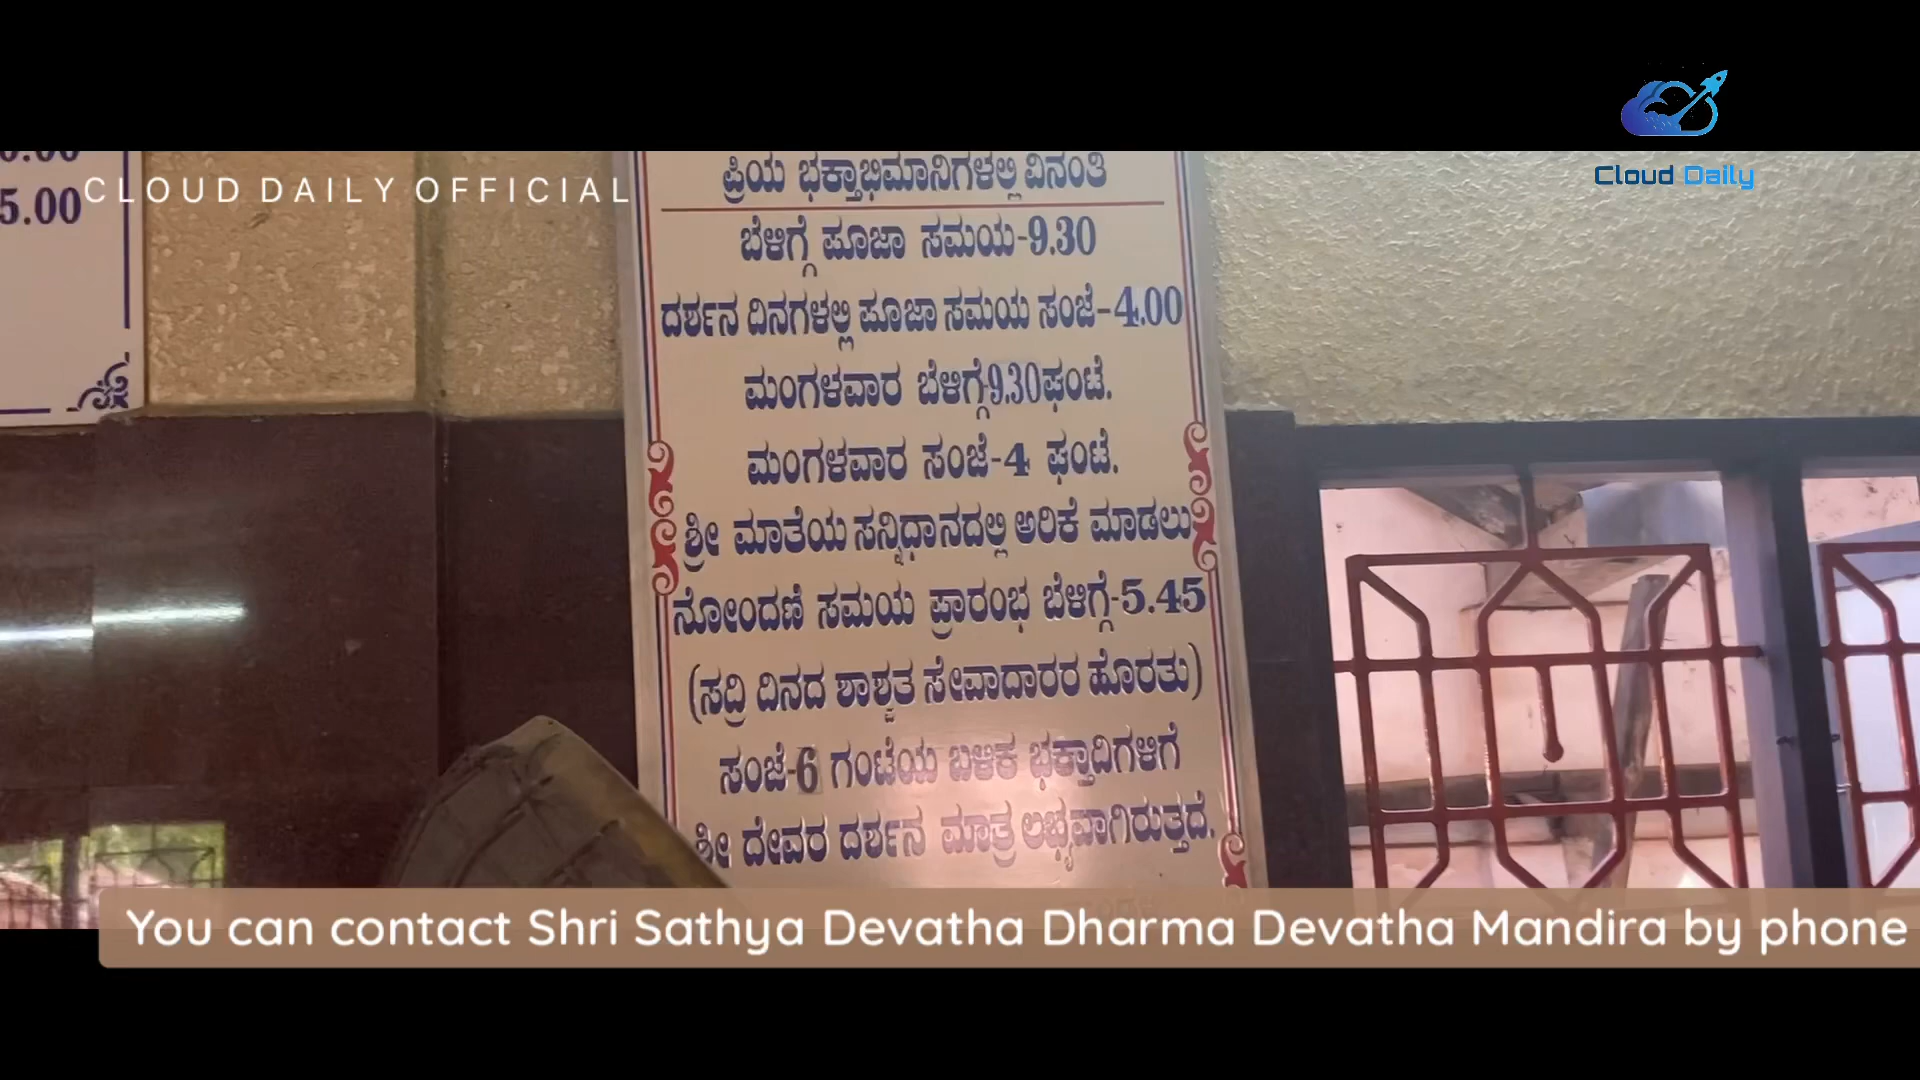 Cloud Daily
CLOUD DAILY OFFICIAL
5.00
ಪ್ರಿಯ ಭಕ್ತಾಭಿಮಾನಿಗಳಲ್ಲಿ ವಿನಂತಿ
ಬೆಳಿಗ್ಗೆ ಪೂಜಾ ಸಮಯ-9.30
ದರ್ಶನ ದಿನಗಳಲ್ಲಿ ಪೂಜಾ ಸಮಯ ಸಂಜೆ-4.00
ಮಂಗಳವಾರ ಬೆಳಿಗ್ಗೆ-9.30 ಘಂಟೆ.
ಮಂಗಳವಾರ ಸಂಜೆ-4 ಘಂಟೆ.
ಶ್ರೀ ಮಾತೆಯ ಸನ್ನಿಧಾನದಲ್ಲಿ ಅರಿಕೆ ಮಾಡಲು
ನೋಂದಣಿ ಸಮಯ ಪ್ರಾರಂಭ ಬೆಳಿಗ್ಗೆ-5.45
(ಸದ್ರಿ ದಿನದ ಶಾಶ್ವತ ಸೇವಾದಾರರ ಹೊರತು)
ಸಂಜೆ-6 ಗಂಟೆಯ ಬಳಿಕ ಭಕ್ತಾದಿಗಳಿಗೆ
ಶ್ರೀ ದೇವರ ದರ್ಶನ ಮಾತ್ರ ಲಭ್ಯವಾಗಿರುತ್ತದೆ.
You can contact Shri Sathya Devatha Dharma Devatha Mandira by phone